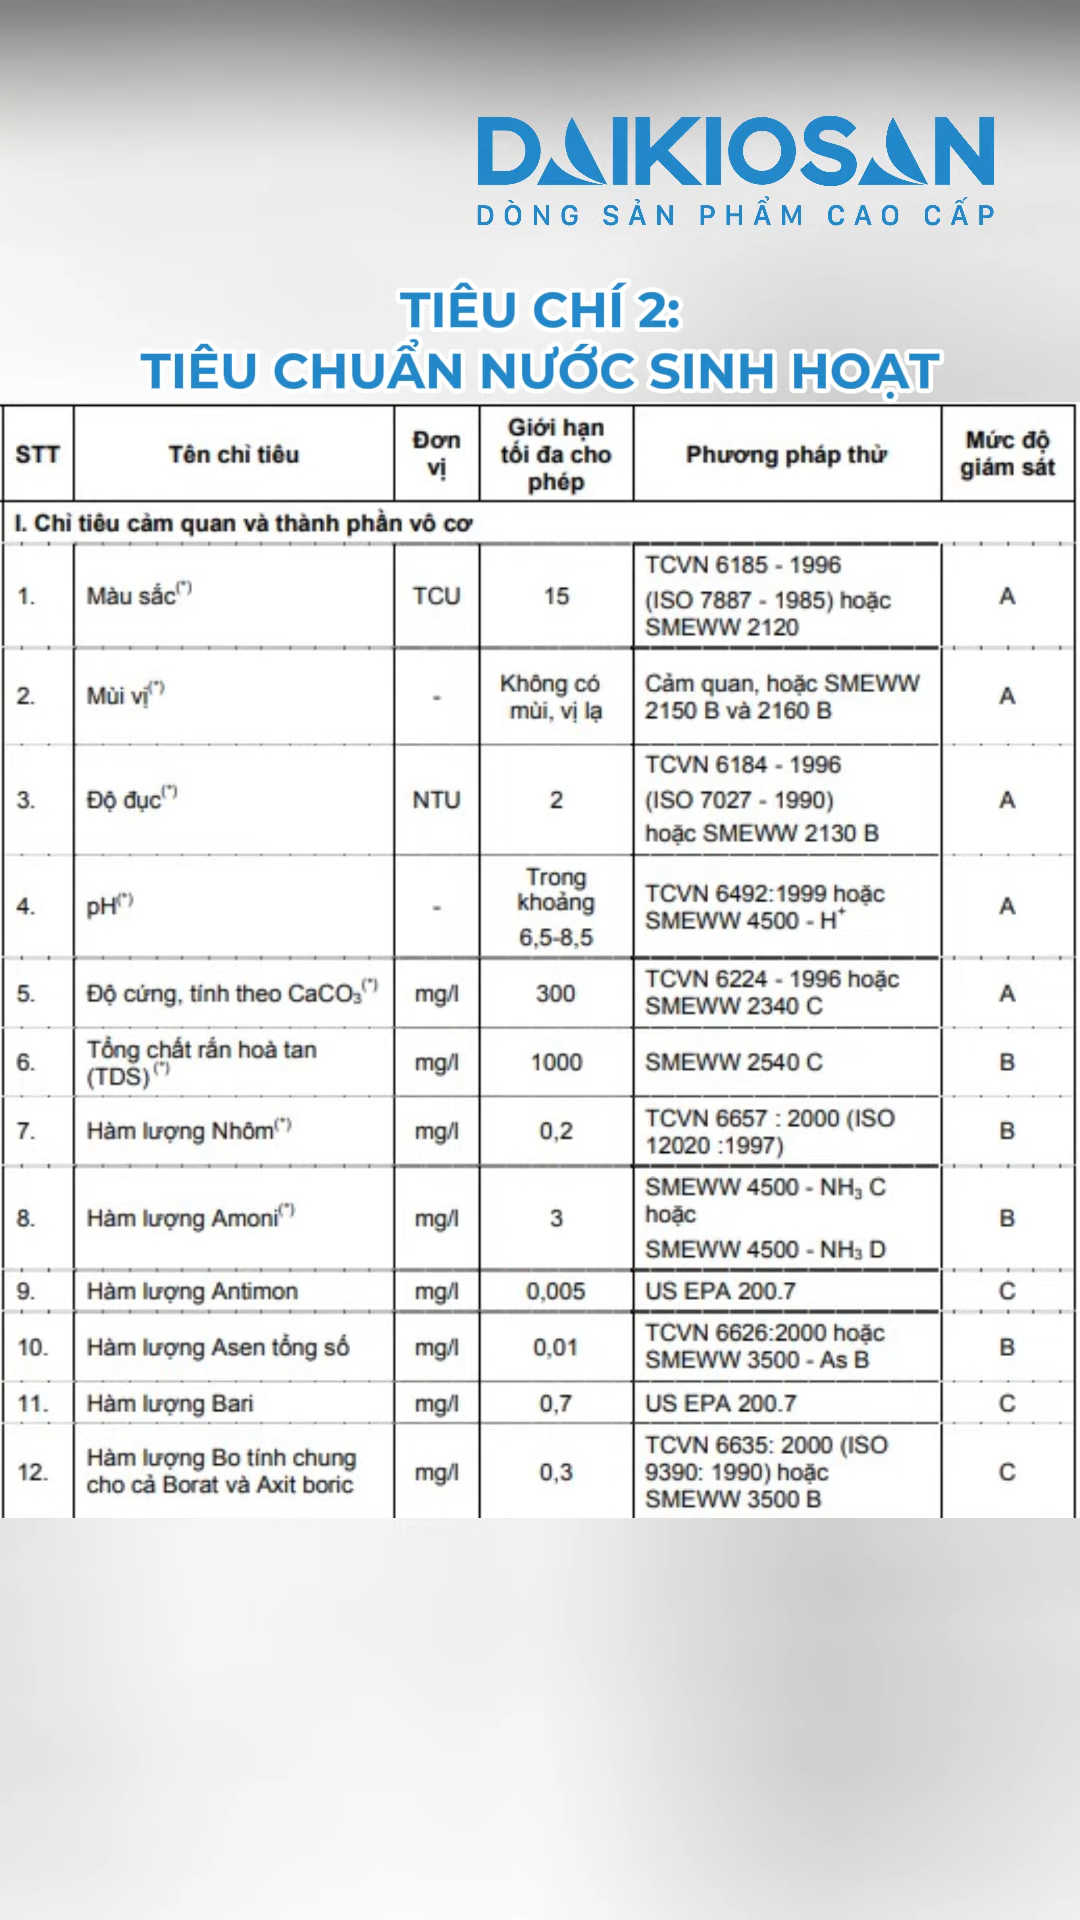 DAIKIOSAN
DÒNG SẢN PHẨM CAO CẤP
TIÊU CHÍ 2:
TIÊU CHUẨN NƯỚC SINH HOẠT
STT Tên chỉ tiêu Đơn vị Giới hạn tối đa cho phép Phương pháp thử Mức độ giám sát
I. Chỉ tiêu cảm quan và thành phần vô cơ
1. Màu sắc(*) TCU 15 TCVN 6185 - 1996 (ISO 7887 - 1985) hoặc SMEWW 2120 A
2. Mùi vị(*) - Không có mùi, vị lạ Cảm quan, hoặc SMEWW 2150 B và 2160 B A
3. Độ đục(*) NTU 2 TCVN 6184 - 1996 (ISO 7027 - 1990) hoặc SMEWW 2130 B A
4. pH(*) - Trong khoảng 6,5-8,5 TCVN 6492:1999 hoặc SMEWW 4500 - H+ A
5. Độ cứng, tính theo CaCO3(*) mg/l 300 TCVN 6224 - 1996 hoặc SMEWW 2340 C A
6. Tổng chất rắn hoà tan (TDS)(*) mg/l 1000 SMEWW 2540 C B
7. Hàm lượng Nhôm(*) mg/l 0,2 TCVN 6657 : 2000 (ISO 12020 :1997) B
8. Hàm lượng Amoni(*) mg/l 3 SMEWW 4500 - NH3 C hoặc SMEWW 4500 - NH3 D B
9. Hàm lượng Antimon mg/l 0,005 US EPA 200.7 C
10. Hàm lượng Asen tổng số mg/l 0,01 TCVN 6626:2000 hoặc SMEWW 3500 - As B B
11. Hàm lượng Bari mg/l 0,7 US EPA 200.7 C
12. Hàm lượng Bo tính chung cho cả Borat và Axit boric mg/l 0,3 TCVN 6635: 2000 (ISO 9390: 1990) hoặc SMEWW 3500 B C